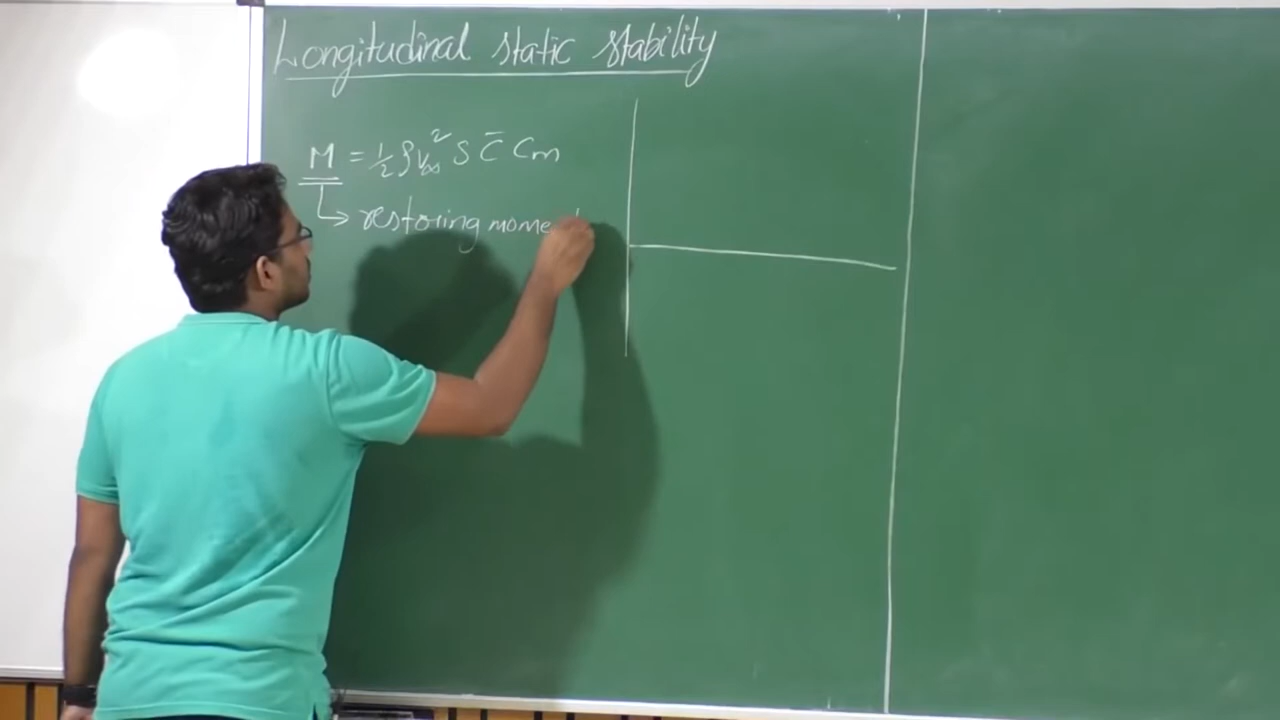 Longitudinal static stability
M = 1/2 ρ V∞² S c̄ Cm
↳ restoring moment